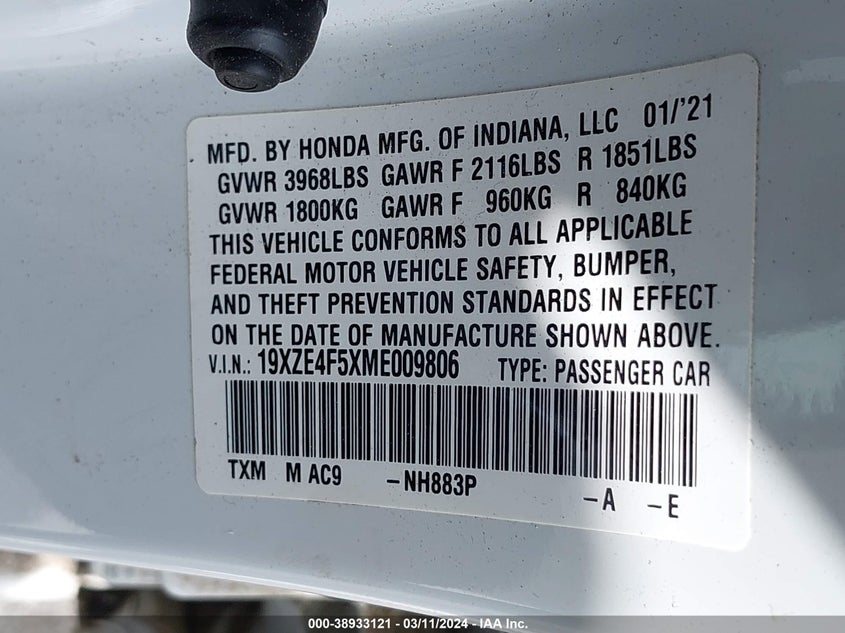 MFD. BY HONDA MFG. OF INDIANA, LLC 01/'21
GVWR 3968LBS GAWR F 2116LBS R 1851LBS
GVWR 1800KG GAWR F 960KG R 840KG
THIS VEHICLE CONFORMS TO ALL APPLICABLE
FEDERAL MOTOR VEHICLE SAFETY, BUMPER,
AND THEFT PREVENTION STANDARDS IN EFFECT
ON THE DATE OF MANUFACTURE SHOWN ABOVE.
V.I.N.: 19XZE4F5XME009806 TYPE: PASSENGER CAR
TXM M AC9 -NH883P -A -E
000-38933121 - 03/11/2024 - IAA Inc.